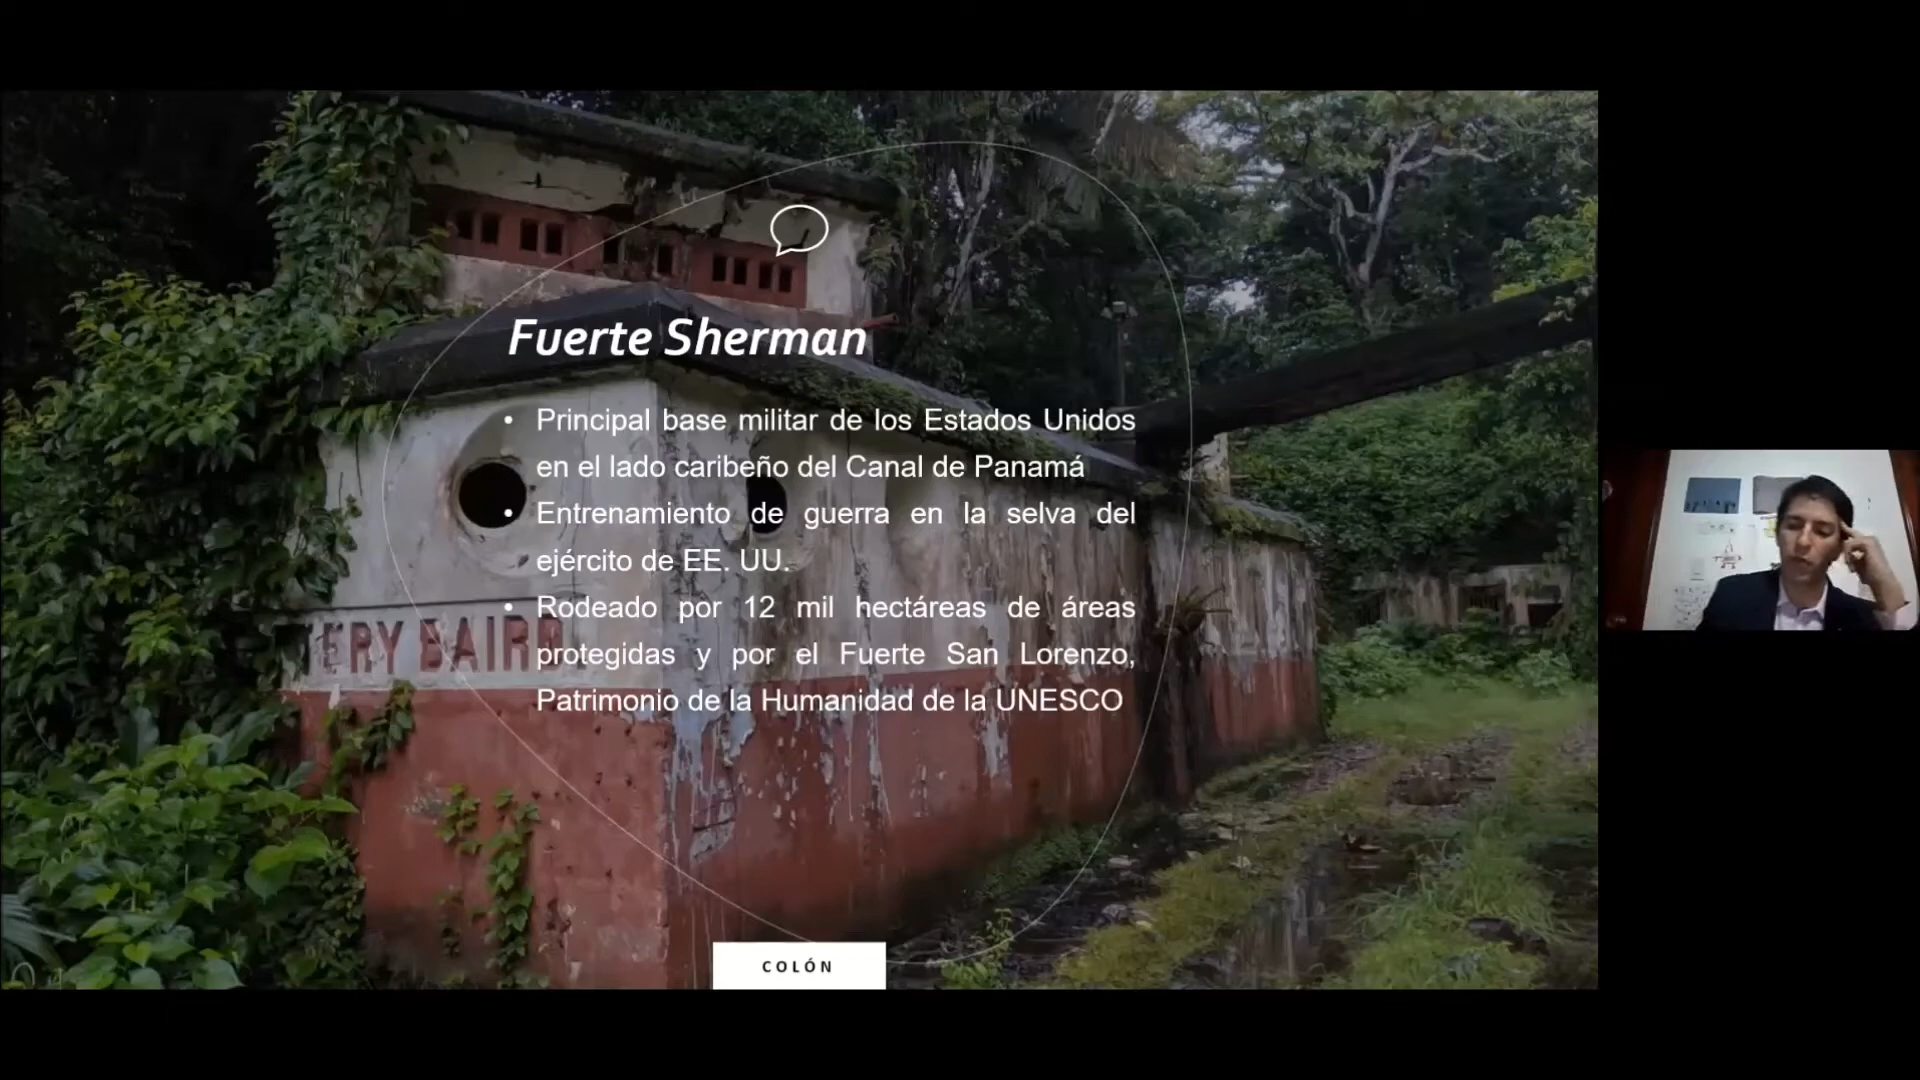 Fuerte Sherman
• Principal base militar de los Estados Unidos
en el lado caribeño del Canal de Panamá
• Entrenamiento de guerra en la selva del
ejército de EE. UU.
• Rodeado por 12 mil hectáreas de áreas
protegidas y por el Fuerte San Lorenzo,
Patrimonio de la Humanidad de la UNESCO
ERY BAIRD
COLÓN